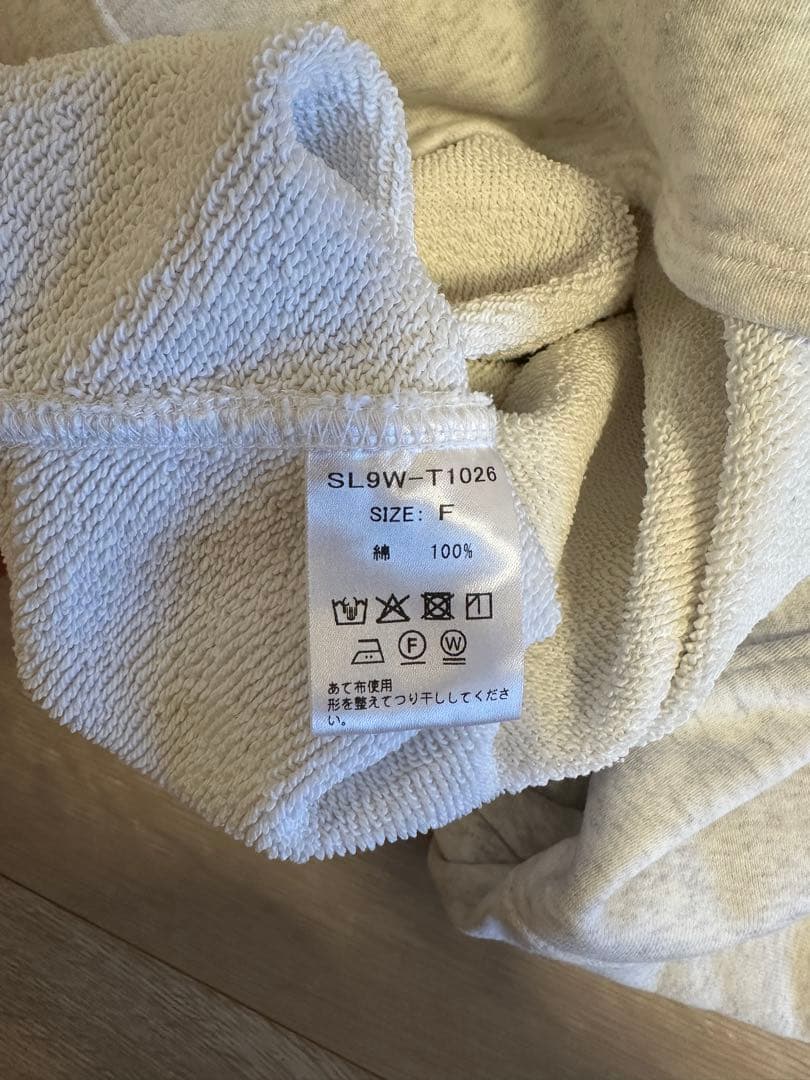 SL9W-T1026
SIZE: F
綿 100%
F W
あて布使用
形を整えてつり干ししてくださ
い。